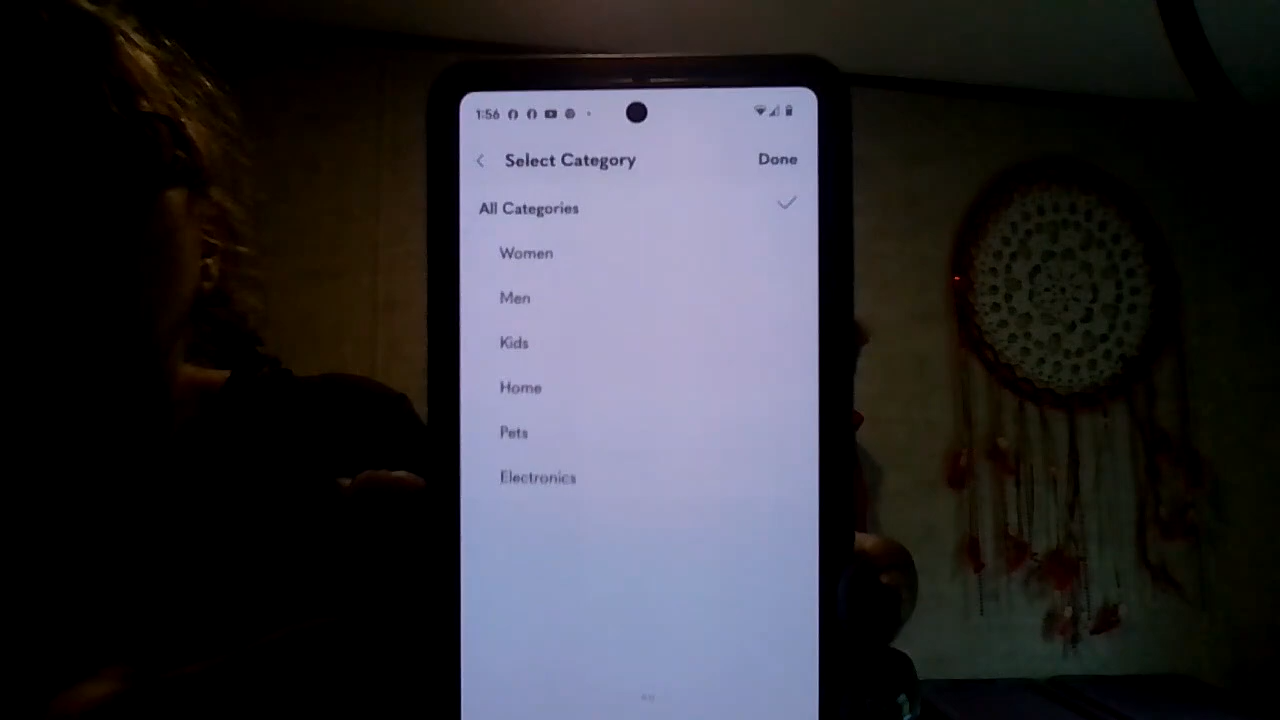 1:56
Select Category Done
All Categories
Women
Men
Kids
Home
Pets
Electronics